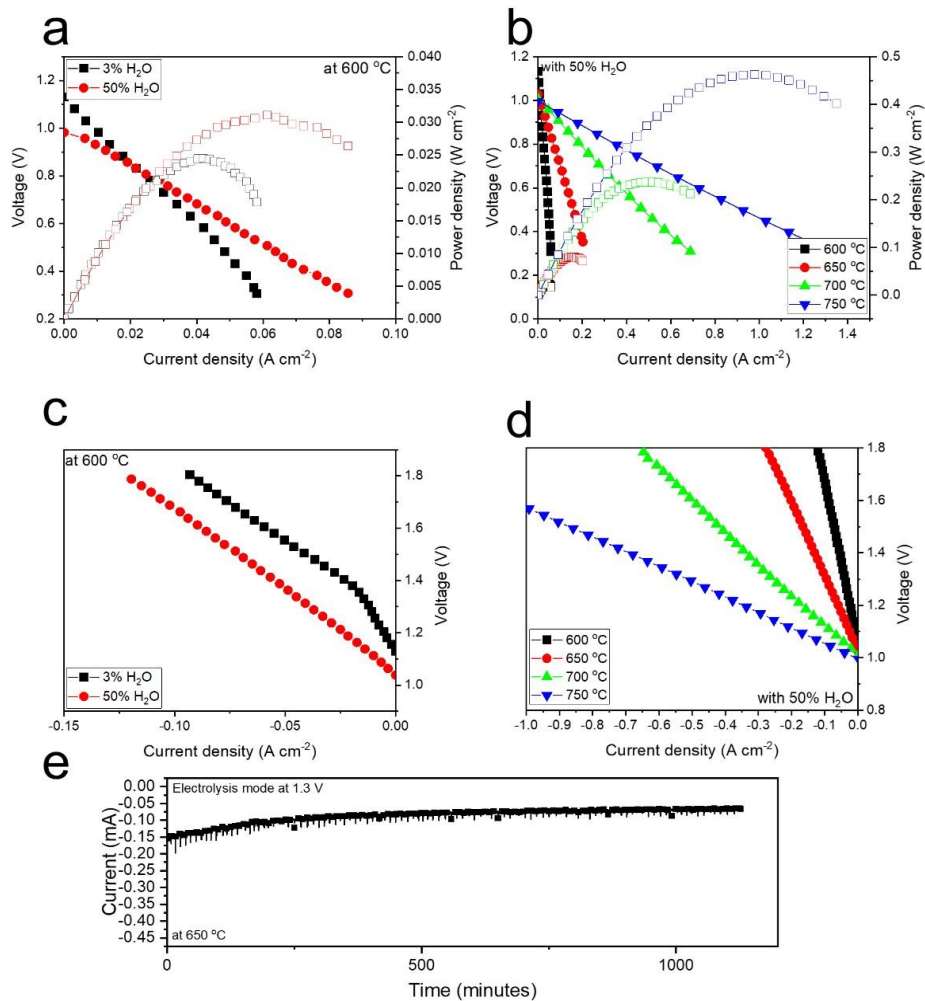 a
3% H₂O
50% H₂O
at 600 °C
Voltage (V)
1.2
1.0
0.8
0.6
0.4
0.2
0.00 0.02 0.04 0.06 0.08 0.10
Current density (A cm⁻²)
0.040
0.035
0.030
0.025
0.020
0.015
0.010
0.005
0.000
Power density (W cm⁻²)
b
with 50% H₂O
Voltage (V)
1.2
1.0
0.8
0.6
0.4
0.2
0.0
0.0 0.2 0.4 0.6 0.8 1.0 1.2 1.4
Current density (A cm⁻²)
600 °C
650 °C
700 °C
750 °C
0.5
0.4
0.3
0.2
0.1
0.0
Power density (W cm⁻²)
c
at 600 °C
3% H₂O
50% H₂O
-0.15 -0.10 -0.05 0.00
Current density (A cm⁻²)
1.8
1.6
1.4
1.2
1.0
Voltage (V)
d
600 °C
650 °C
700 °C
750 °C
with 50% H₂O
-1.0 -0.9 -0.8 -0.7 -0.6 -0.5 -0.4 -0.3 -0.2 -0.1 0.0
Current density (A cm⁻²)
1.8
1.6
1.4
1.2
1.0
0.8
Voltage (V)
e
Electrolysis mode at 1.3 V
at 650 °C
Current (mA)
0.00
-0.05
-0.10
-0.15
-0.20
-0.25
-0.30
-0.35
-0.40
-0.45
0 500 1000
Time (minutes)